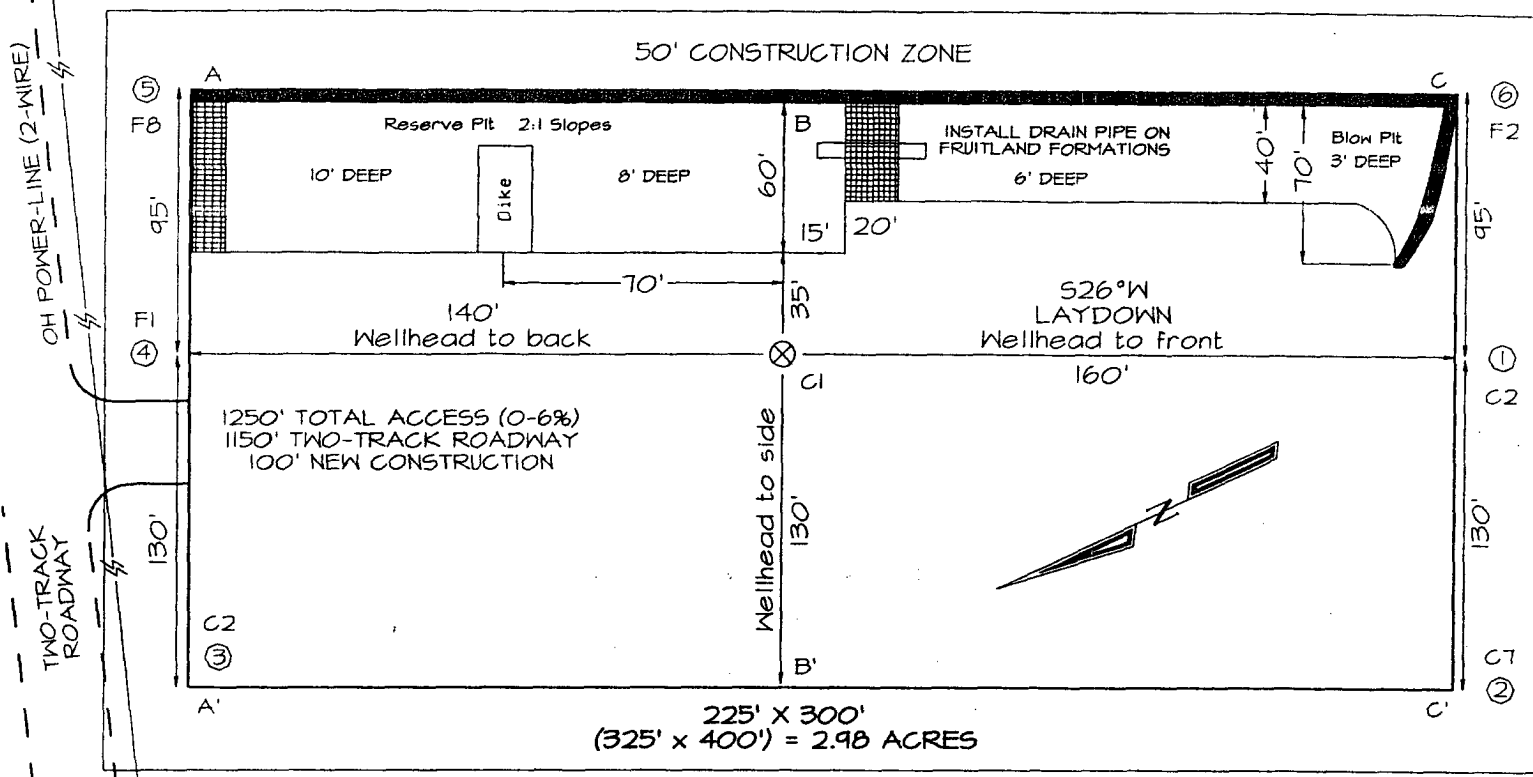 50' CONSTRUCTION ZONE
OH POWER-LINE (2-WIRE)
A
C
5
6
F8
F2
Reserve Pit 2:1 Slopes
B
INSTALL DRAIN PIPE ON
FRUITLAND FORMATIONS
Blow Pit
3' DEEP
10' DEEP
8' DEEP
6' DEEP
Dike
60'
40'
70'
95'
95'
15'
20'
70'
35'
S26°W
LAYDOWN
Wellhead to front
140'
Wellhead to back
F1
4
1
C1
160'
C2
1250' TOTAL ACCESS (0-6%)
1150' TWO-TRACK ROADWAY
100' NEW CONSTRUCTION
Wellhead to side
130'
130'
130'
N
TWO-TRACK
ROADWAY
C2
3
C7
2
A'
B'
C'
225' X 300'
(325' x 400') = 2.98 ACRES